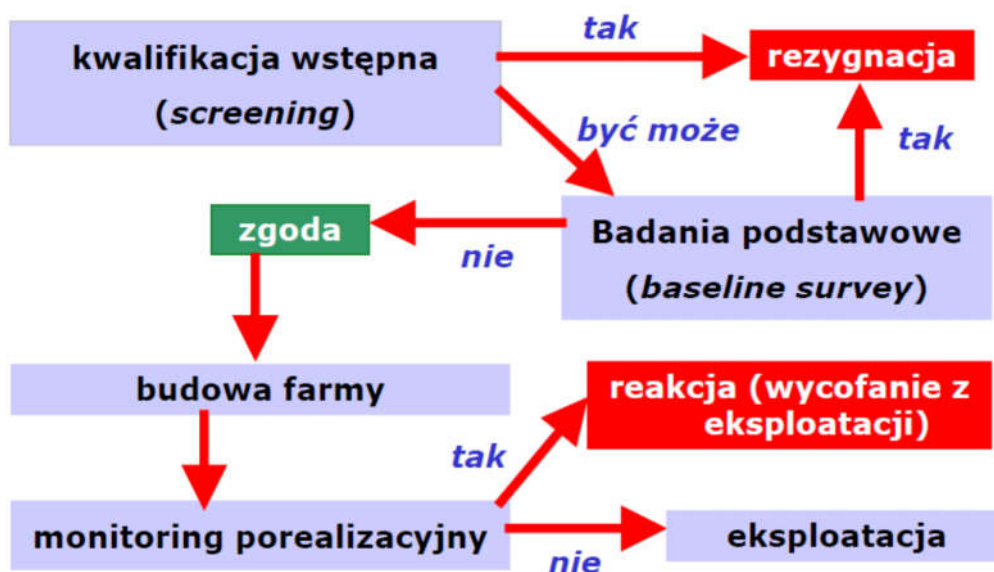 kwalifikacja wstępna
(screening)
tak
rezygnacja
być może
tak
zgoda
nie
Badania podstawowe
(baseline survey)
budowa farmy
reakcja (wycofanie z
eksploatacji)
tak
monitoring porealizacyjny
nie
eksploatacja